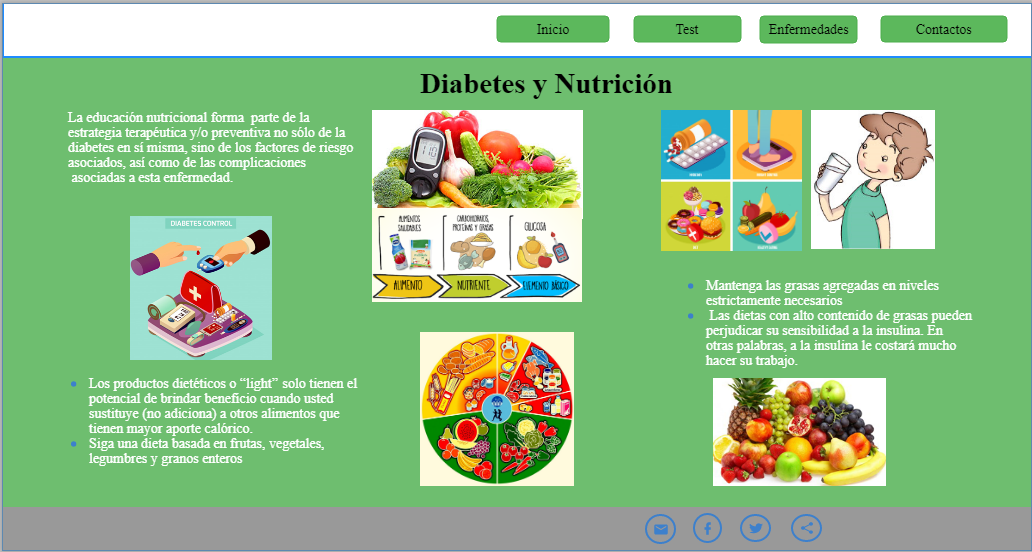 Inicio
Test
Enfermedades
Contactos
Diabetes y Nutrición
La educación nutricional forma parte de la
estrategia terapéutica y/o preventiva no sólo de la
diabetes en sí misma, sino de los factores de riesgo
asociados, así como de las complicaciones
asociadas a esta enfermedad.
DIABETES CONTROL
Los productos dietéticos o “light” solo tienen el
potencial de brindar beneficio cuando usted
sustituye (no adiciona) a otros alimentos que
tienen mayor aporte calórico.
Siga una dieta basada en frutas, vegetales,
legumbres y granos enteros
ALIMENTOS
SALUDABLES
CARBOHIDRATOS,
PROTEÍNAS Y GRASAS
GLUCOSA
ALIMENTO
NUTRIENTE
ELEMENTO BÁSICO
Mantenga las grasas agregadas en niveles
estrictamente necesarios
Las dietas con alto contenido de grasas pueden
perjudicar su sensibilidad a la insulina. En
otras palabras, a la insulina le costará mucho
hacer su trabajo.